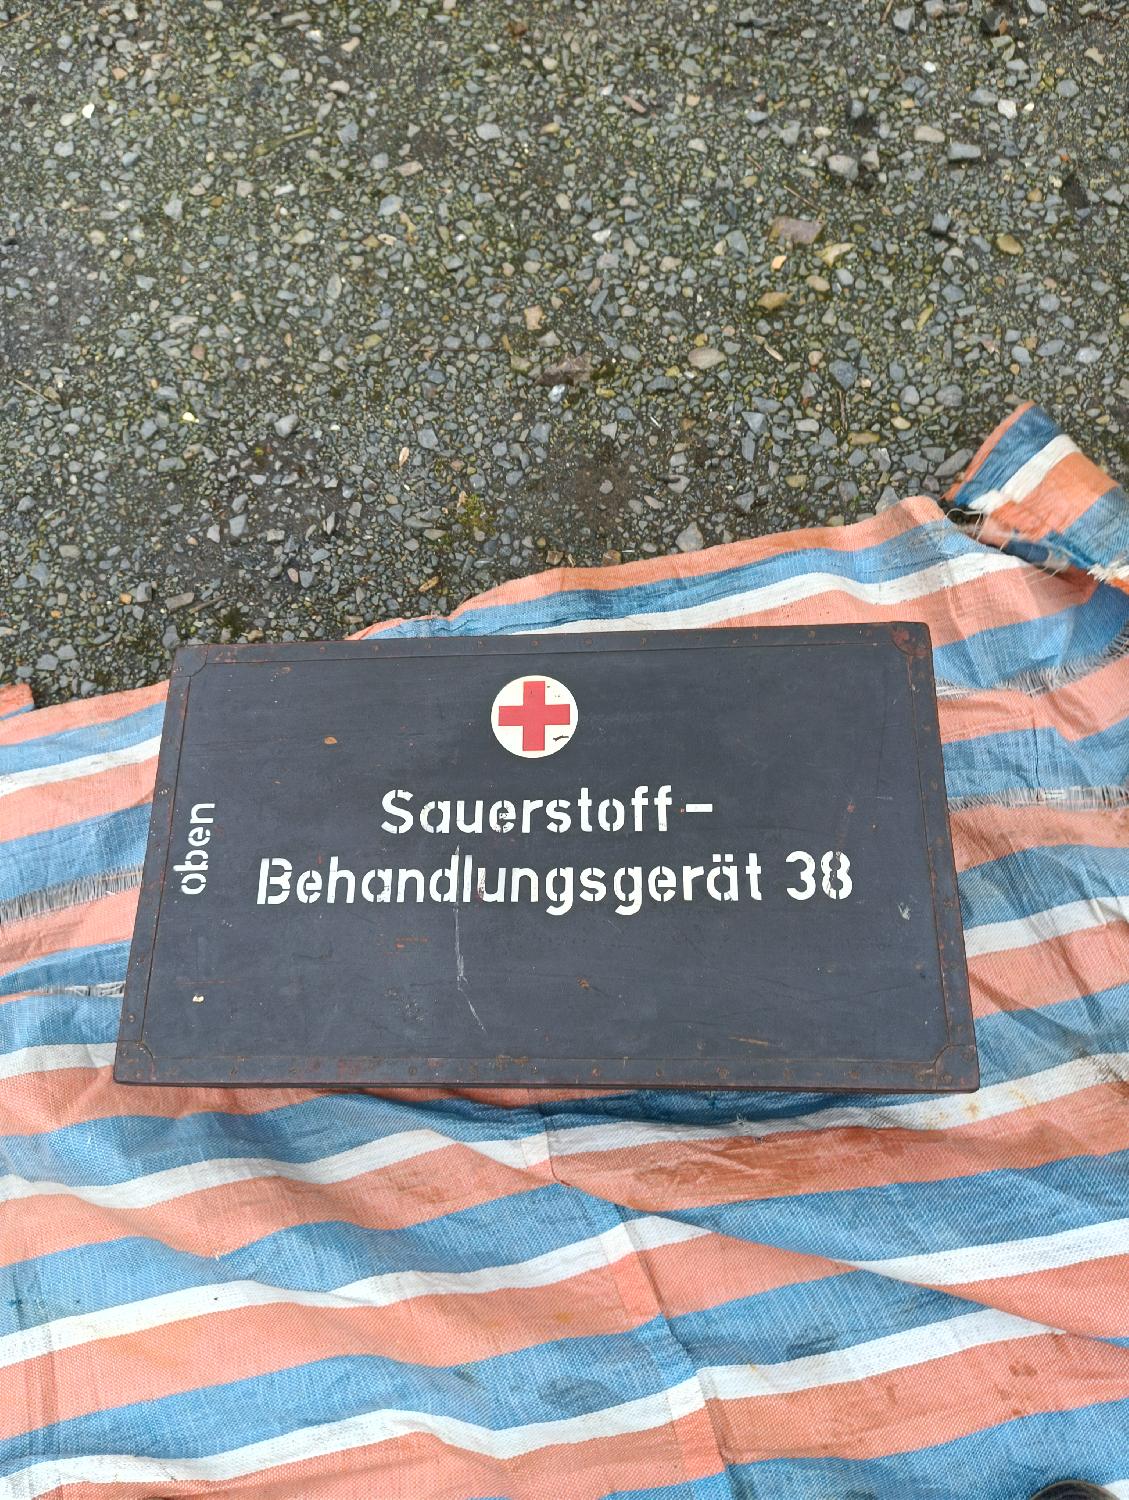 Sauerstoff-
Behandlungsgerät 38
oben